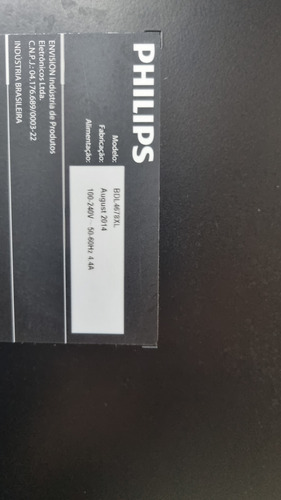 PHILIPS
Modelo: BDL4678XL
Fabricação: August 2014
Alimentação: 100-240V~ 50-60Hz 4.4A
ENVISION Indústria de Produtos
Eletrônicos Ltda.
C.N.P.J.: 04.176.689/0003-22
INDÚSTRIA BRASILEIRA